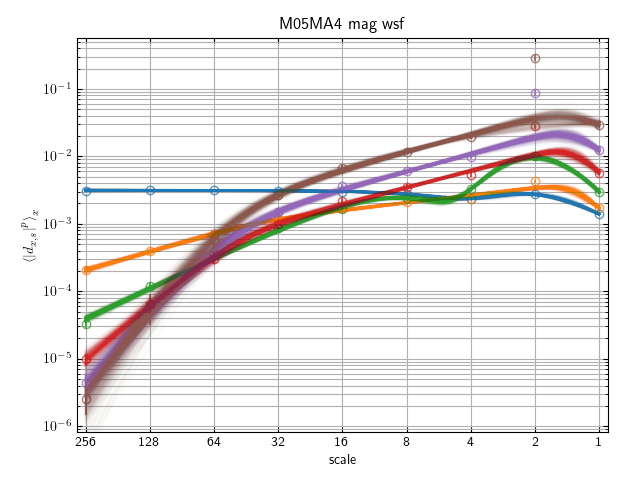 M05MA4 mag wsf
⟨|d_{x,s}|^p⟩_x
10^{-1}
10^{-2}
10^{-3}
10^{-4}
10^{-5}
10^{-6}
256 128 64 32 16 8 4 2 1
scale